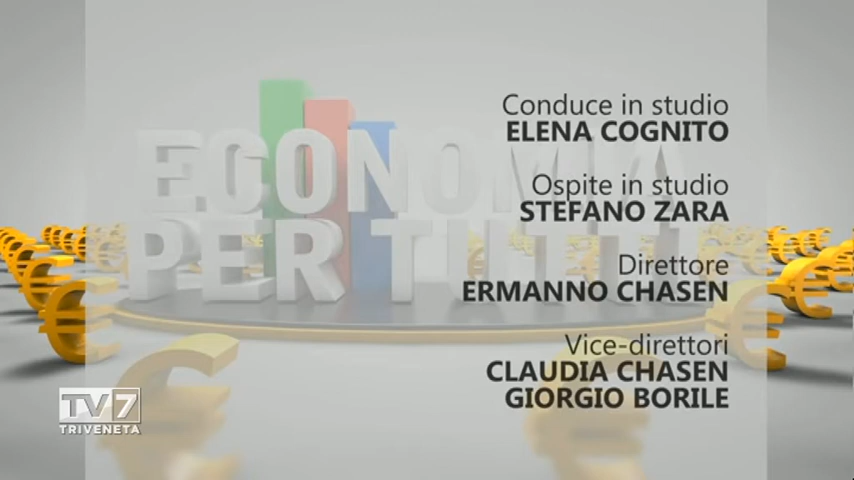 ECONOMIA
PER TUTTI
Conduce in studio
ELENA COGNITO
Ospite in studio
STEFANO ZARA
Direttore
ERMANNO CHASEN
Vice-direttori
CLAUDIA CHASEN
GIORGIO BORILE
TV7
TRIVENETA